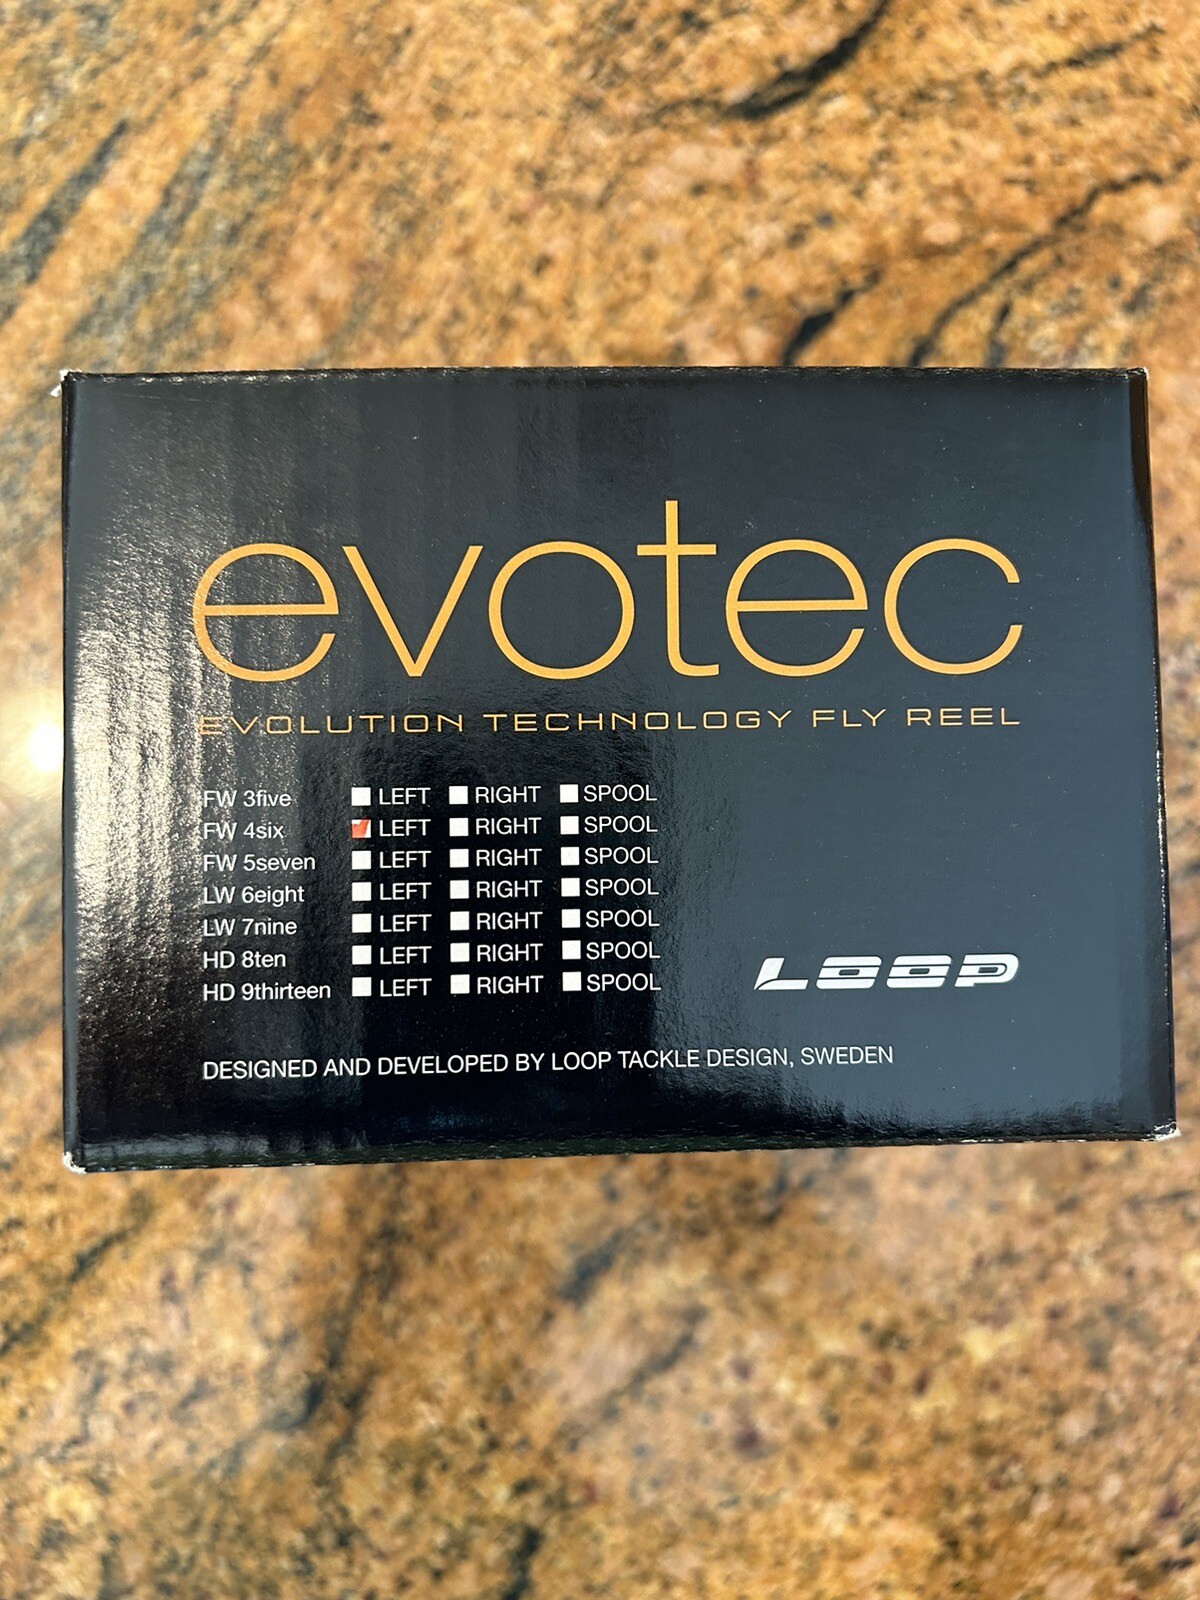 evotec
EVOLUTION TECHNOLOGY FLY REEL
FW 3five LEFT RIGHT SPOOL
FW 4six LEFT RIGHT SPOOL
FW 5seven LEFT RIGHT SPOOL
LW 6eight LEFT RIGHT SPOOL
LW 7nine LEFT RIGHT SPOOL
HD 8ten LEFT RIGHT SPOOL
HD 9thirteen LEFT RIGHT SPOOL
LOOP
DESIGNED AND DEVELOPED BY LOOP TACKLE DESIGN, SWEDEN